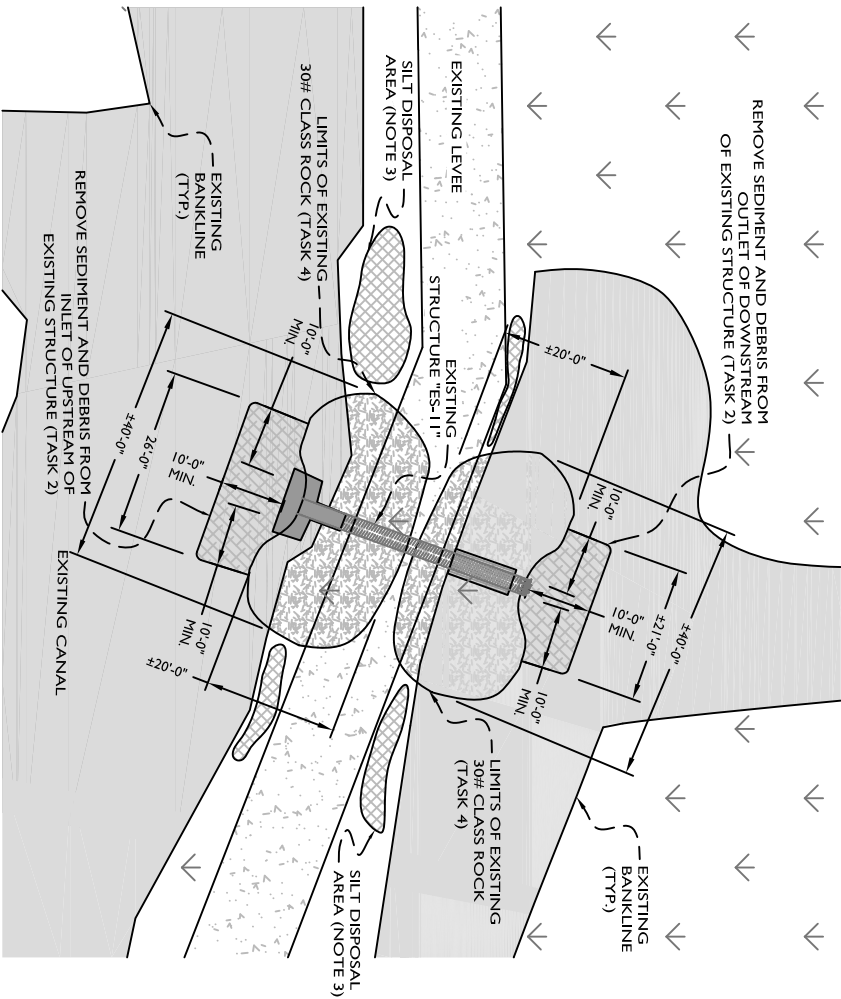 REMOVE SEDIMENT AND DEBRIS FROM
OUTLET OF DOWNSTREAM
OF EXISTING STRUCTURE (TASK 2)
EXISTING LEVEE
SILT DISPOSAL
AREA (NOTE 3)
LIMITS OF EXISTING
30# CLASS ROCK (TASK 4)
EXISTING
BANKLINE
(TYP.)
REMOVE SEDIMENT AND DEBRIS FROM
INLET OF UPSTREAM OF
EXISTING STRUCTURE (TASK 2)
EXISTING
STRUCTURE "ES-11"
±20'-0"
10'-0"
MIN.
10'-0"
MIN.
±21'-0"
±40'-0"
10'-0"
MIN.
10'-0"
MIN.
10'-0"
MIN.
26'-0"
±40'-0"
10'-0"
MIN.
±20'-0"
EXISTING CANAL
LIMITS OF EXISTING
30# CLASS ROCK
(TASK 4)
EXISTING
BANKLINE
(TYP.)
SILT DISPOSAL
AREA (NOTE 3)